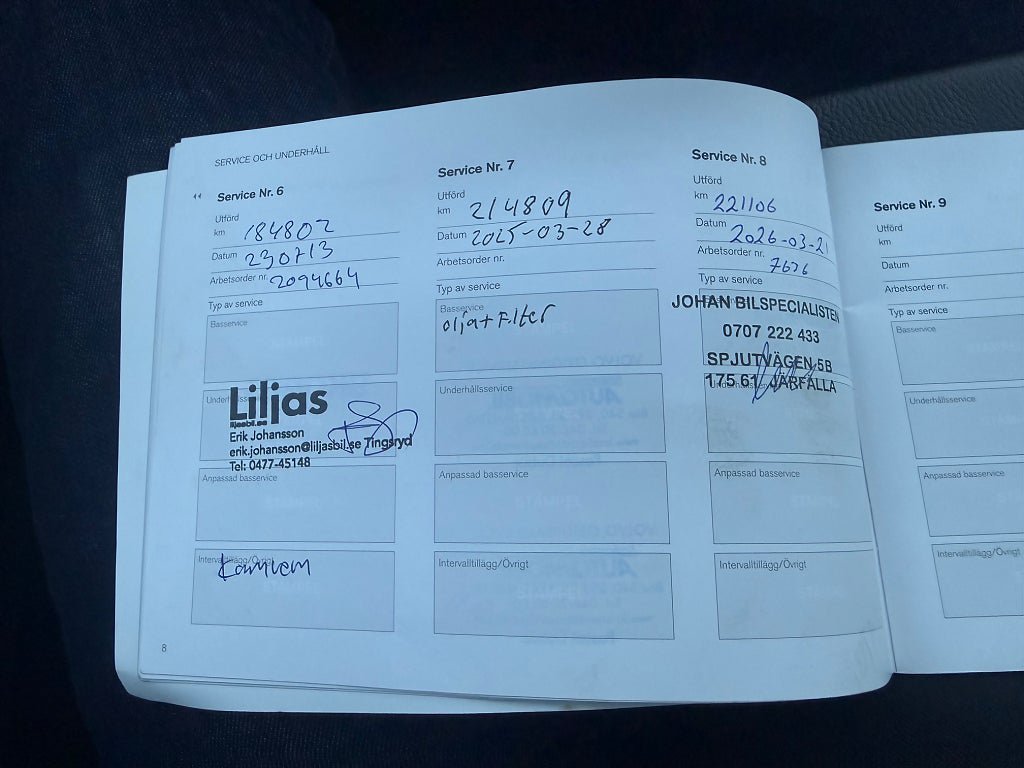 SERVICE OCH UNDERHÅLL
Service Nr. 6
Utförd
km 184802
Datum 230713
Arbetsorder nr. 2094664
Typ av service
Basservice
Underhållsservice
Liljas
liljasbil.se
Erik Johansson
erik.johansson@liljasbil.se Tingsryd
Tel: 0477-45148
Anpassad basservice
Intervalltillägg/Övrigt
Kamrem
8
Service Nr. 7
Utförd
km 214809
Datum 2025-03-28
Arbetsorder nr.
Typ av service
Basservice
olja + Filter
Underhållsservice
Anpassad basservice
Intervalltillägg/Övrigt
Service Nr. 8
Utförd
km 221106
Datum 2026-03-21
Arbetsorder nr.
Typ av service
JOHAN BILSPECIALISTEN
0707 222 433
SPJUTVÄGEN 5B
175 61 JÄRFÄLLA
Anpassad basservice
Intervalltillägg/Övrigt
Service Nr. 9
Utförd
km
Datum
Arbetsorder nr.
Typ av service
Basservice
Underhållsservice
Anpassad basservice
Intervalltillägg/Övrigt